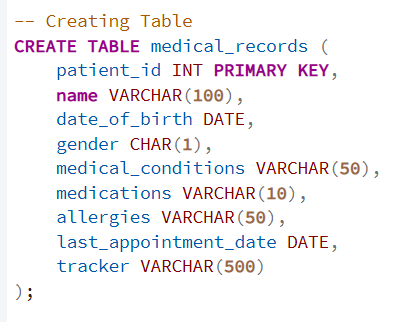 -- Creating Table
CREATE TABLE medical_records (
    patient_id INT PRIMARY KEY,
    name VARCHAR(100),
    date_of_birth DATE,
    gender CHAR(1),
    medical_conditions VARCHAR(50),
    medications VARCHAR(10),
    allergies VARCHAR(50),
    last_appointment_date DATE,
    tracker VARCHAR(500)
);